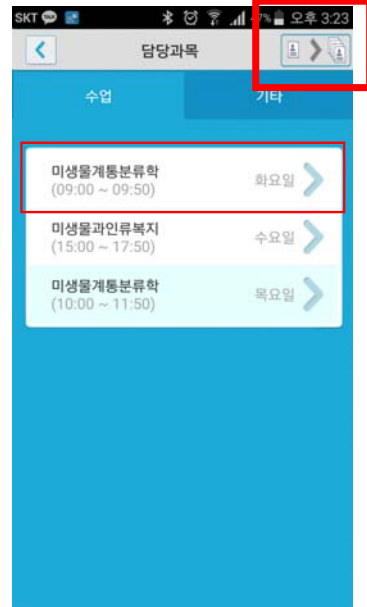 SKT 47% 오후 3:23
담당과목
수업 기타
미생물계통분류학
(09:00 ~ 09:50) 화요일
미생물과인류복지
(15:00 ~ 17:50) 수요일
미생물계통분류학
(10:00 ~ 11:50) 목요일